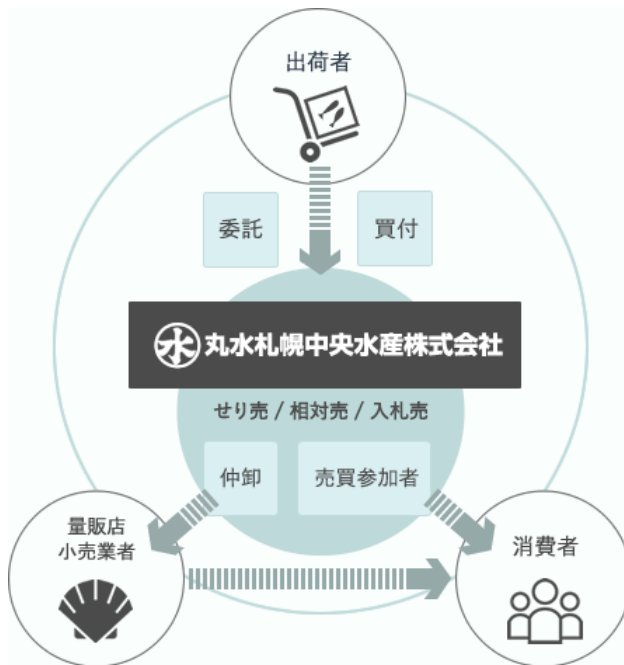 出荷者
委託
買付
水 丸水札幌中央水産株式会社
せり売 / 相対売 / 入札売
仲卸
売買参加者
量販店
小売業者
消費者